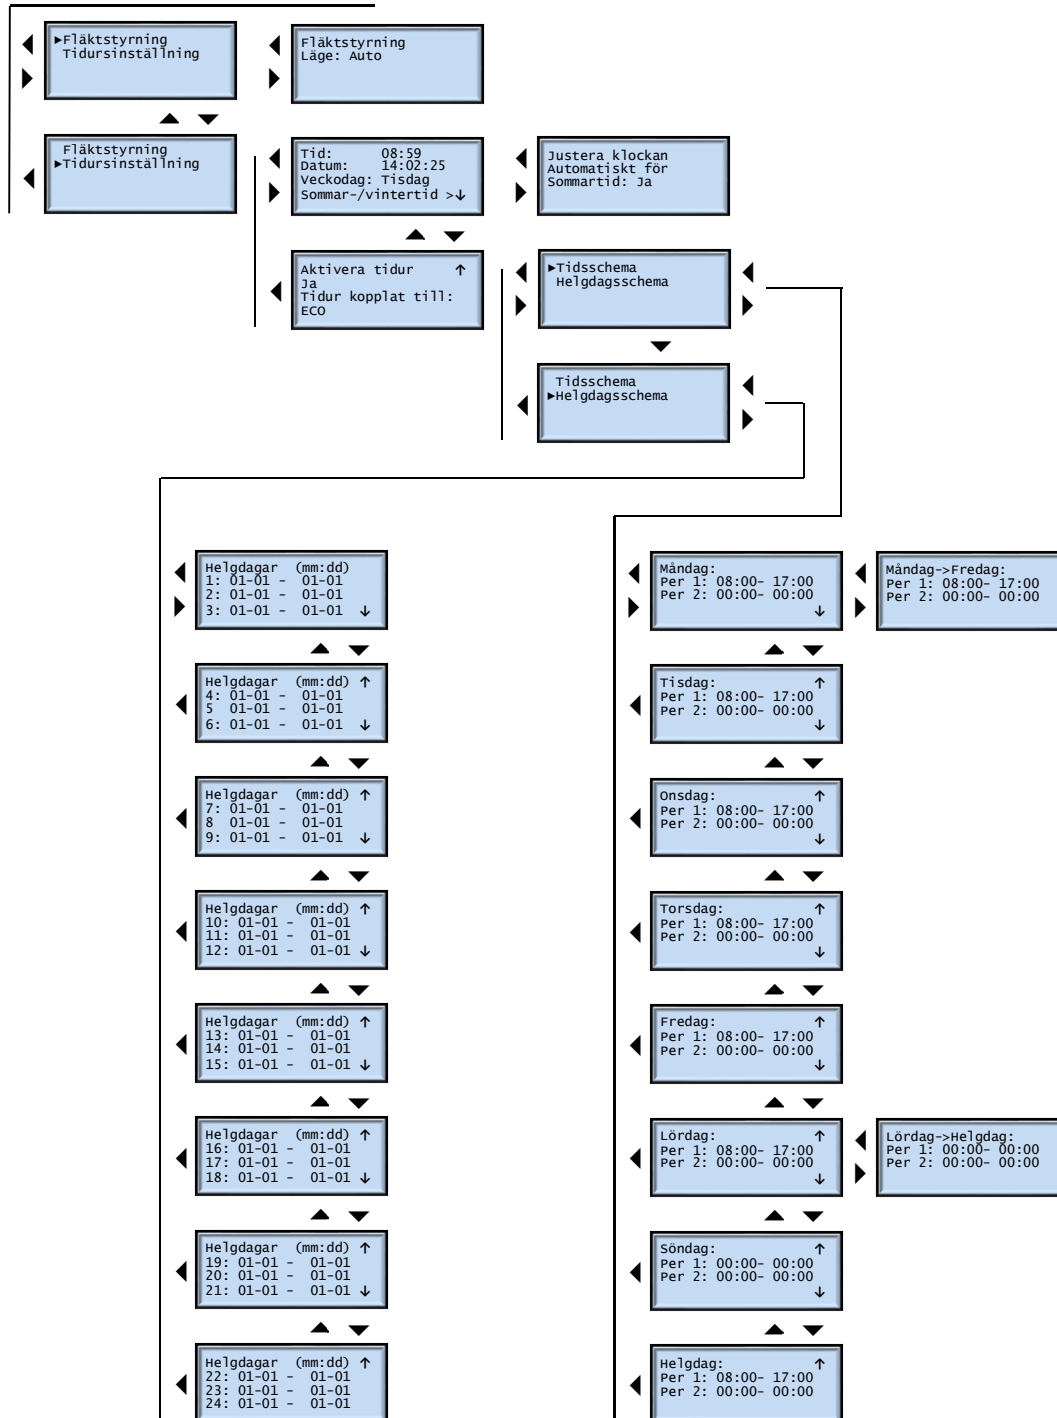 ►Fläktstyrning
Tidursinställning
Fläktstyrning
Läge: Auto
Fläktstyrning
►Tidursinställning
Tid: 08:59
Datum: 14:02:25
Veckodag: Tisdag
Sommar-/vintertid >↓
Justera klockan
Automatiskt för
Sommartid: Ja
Aktivera tidur ↑
Ja
Tidur kopplat till:
ECO
►Tidsschema
Helgdagsschema
Tidsschema
►Helgdagsschema
Helgdagar (mm:dd)
1: 01-01 - 01-01
2: 01-01 - 01-01
3: 01-01 - 01-01 ↓
Måndag:
Per 1: 08:00- 17:00
Per 2: 00:00- 00:00
↓
Måndag->Fredag:
Per 1: 08:00- 17:00
Per 2: 00:00- 00:00
Helgdagar (mm:dd) ↑
4: 01-01 - 01-01
5 01-01 - 01-01
6: 01-01 - 01-01 ↓
Tisdag: ↑
Per 1: 08:00- 17:00
Per 2: 00:00- 00:00
↓
Helgdagar (mm:dd) ↑
7: 01-01 - 01-01
8 01-01 - 01-01
9: 01-01 - 01-01 ↓
Onsdag: ↑
Per 1: 08:00- 17:00
Per 2: 00:00- 00:00
↓
Helgdagar (mm:dd) ↑
10: 01-01 - 01-01
11: 01-01 - 01-01
12: 01-01 - 01-01 ↓
Torsdag: ↑
Per 1: 08:00- 17:00
Per 2: 00:00- 00:00
↓
Helgdagar (mm:dd) ↑
13: 01-01 - 01-01
14: 01-01 - 01-01
15: 01-01 - 01-01 ↓
Fredag: ↑
Per 1: 08:00- 17:00
Per 2: 00:00- 00:00
↓
Helgdagar (mm:dd) ↑
16: 01-01 - 01-01
17: 01-01 - 01-01
18: 01-01 - 01-01 ↓
Lördag: ↑
Per 1: 08:00- 17:00
Per 2: 00:00- 00:00
↓
Lördag->Helgdag:
Per 1: 00:00- 00:00
Per 2: 00:00- 00:00
Helgdagar (mm:dd) ↑
19: 01-01 - 01-01
20: 01-01 - 01-01
21: 01-01 - 01-01 ↓
Söndag: ↑
Per 1: 00:00- 00:00
Per 2: 00:00- 00:00
↓
Helgdagar (mm:dd) ↑
22: 01-01 - 01-01
23: 01-01 - 01-01
24: 01-01 - 01-01
Helgdag: ↑
Per 1: 08:00- 17:00
Per 2: 00:00- 00:00